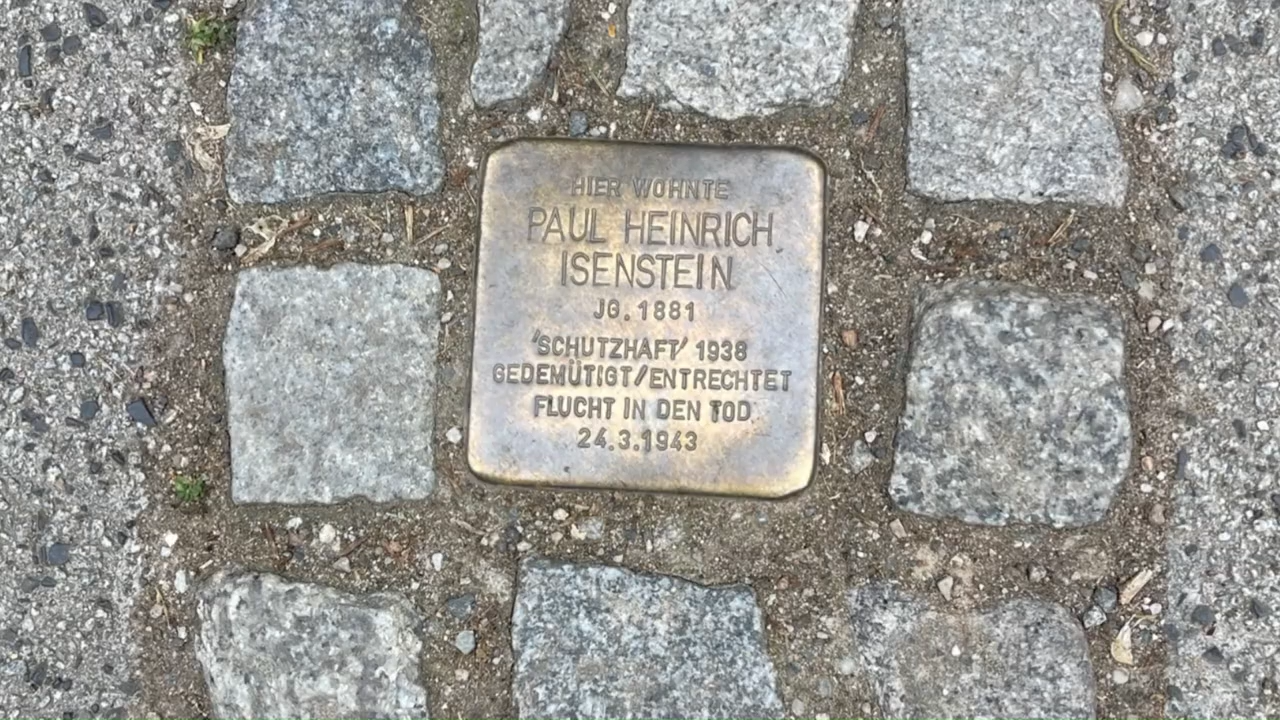 HIER WOHNTE
PAUL HEINRICH
ISENSTEIN
JG. 1881
'SCHUTZHAFT' 1938
GEDEMÜTIGT/ENTRECHTET
FLUCHT IN DEN TOD
24.3.1943